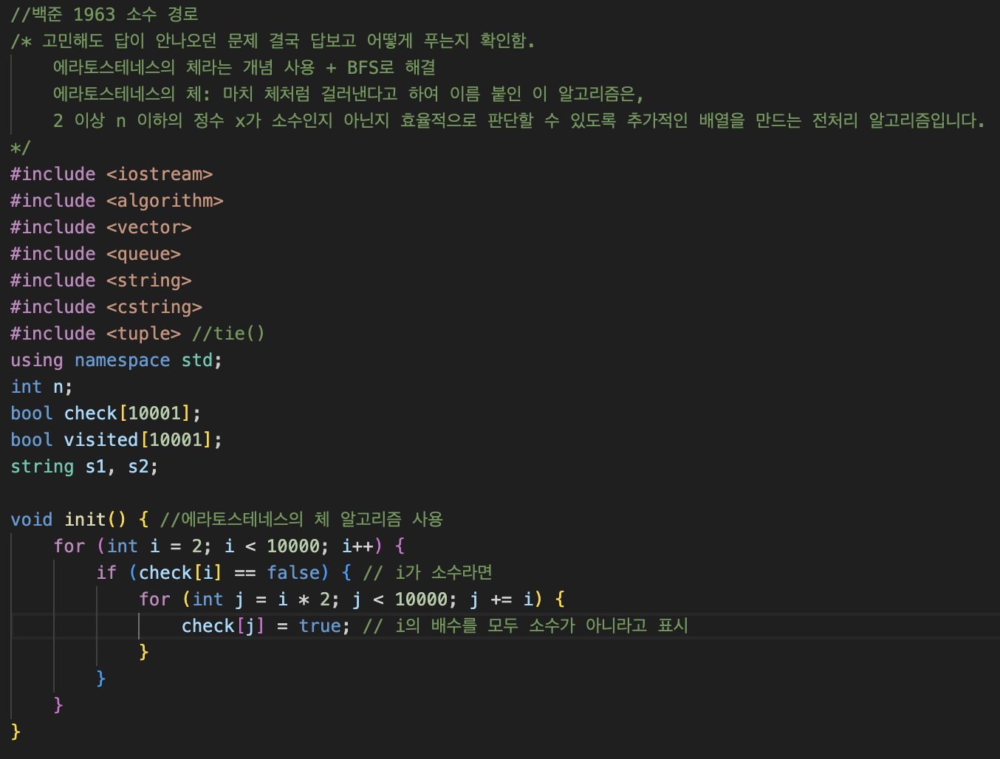 //백준 1963 소수 경로
/* 고민해도 답이 안나오던 문제 결국 답보고 어떻게 푸는지 확인함.
    에라토스테네스의 체라는 개념 사용 + BFS로 해결
    에라토스테네스의 체: 마치 체처럼 걸러낸다고 하여 이름 붙인 이 알고리즘은,
    2 이상 n 이하의 정수 x가 소수인지 아닌지 효율적으로 판단할 수 있도록 추가적인 배열을 만드는 전처리 알고리즘입니다.
*/
#include <iostream>
#include <algorithm>
#include <vector>
#include <queue>
#include <string>
#include <cstring>
#include <tuple> //tie()
using namespace std;
int n;
bool check[10001];
bool visited[10001];
string s1, s2;

void init() { //에라토스테네스의 체 알고리즘 사용
    for (int i = 2; i < 10000; i++) {
        if (check[i] == false) { // i가 소수라면
            for (int j = i * 2; j < 10000; j += i) {
                check[j] = true; // i의 배수를 모두 소수가 아니라고 표시
            }
        }
    }
}